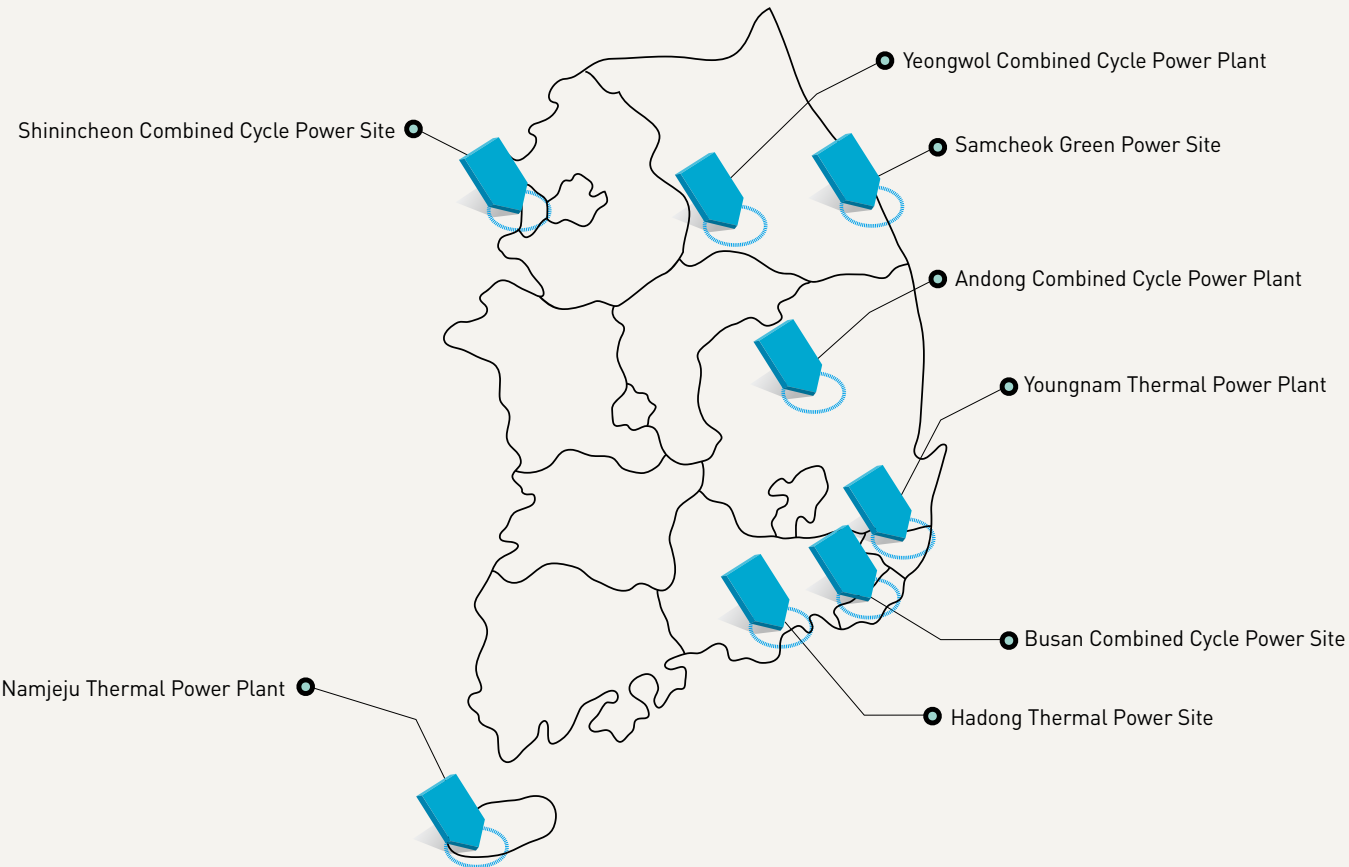 Yeongwol Combined Cycle Power Plant
Shinincheon Combined Cycle Power Site
Samcheok Green Power Site
Andong Combined Cycle Power Plant
Youngnam Thermal Power Plant
Busan Combined Cycle Power Site
Namjeju Thermal Power Plant
Hadong Thermal Power Site